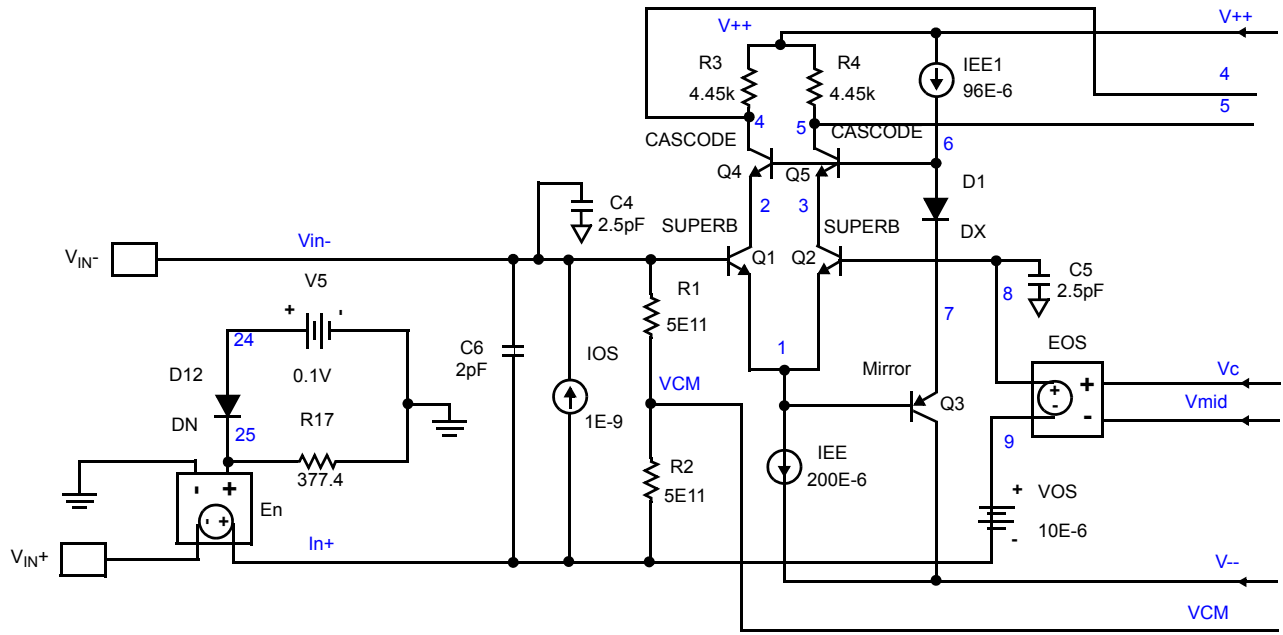 V++
V++
R3
4.45k
R4
4.45k
IEE1
96E-6
4
5
4
5
6
CASCODE
CASCODE
Q4
Q5
D1
DX
2
3
C4
2.5pF
SUPERB
SUPERB
VIN-
Vin-
Q1
Q2
C5
2.5pF
8
7
V5
+
-
24
0.1V
R1
5E11
1
EOS
C6
2pF
IOS
1E-9
D12
DN
25
R17
377.4
VCM
Mirror
Q3
+
-
+
-
Vc
Vmid
9
R2
5E11
IEE
200E-6
-
+
-
+
En
+
VOS
10E-6
-
VIN+
In+
V--
VCM